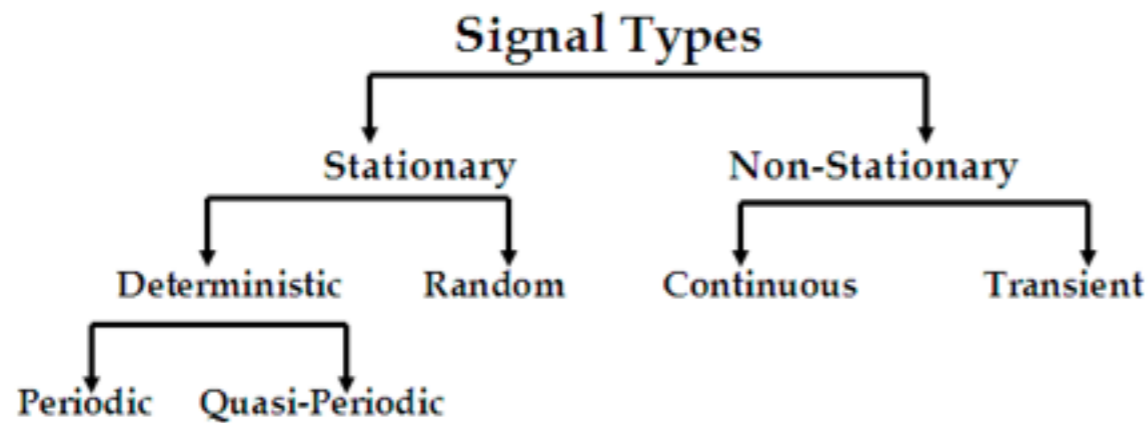 Signal Types
Stationary Non-Stationary
Deterministic Random Continuous Transient
Periodic Quasi-Periodic